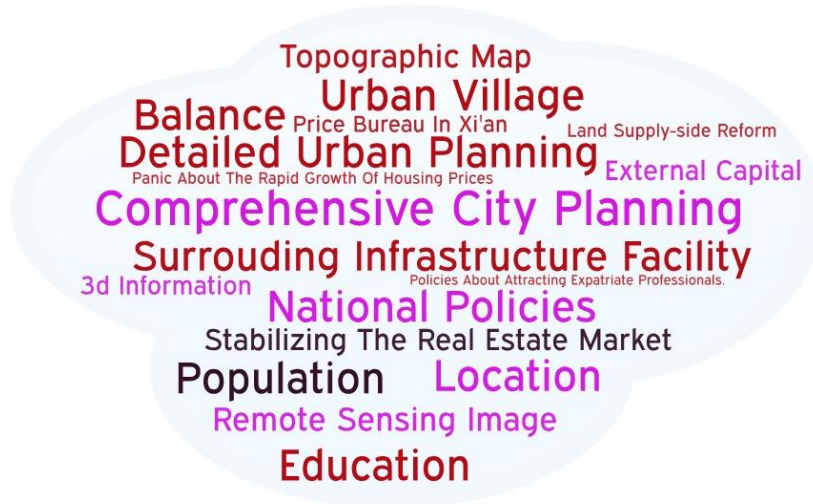 Topographic Map
Urban Village
Balance
Price Bureau In Xi'an
Land Supply-side Reform
Detailed Urban Planning
External Capital
Panic About The Rapid Growth Of Housing Prices
Comprehensive City Planning
Surrouding Infrastructure Facility
3d Information
Policies About Attracting Expatriate Professionals.
National Policies
Stabilizing The Real Estate Market
Population
Location
Remote Sensing Image
Education